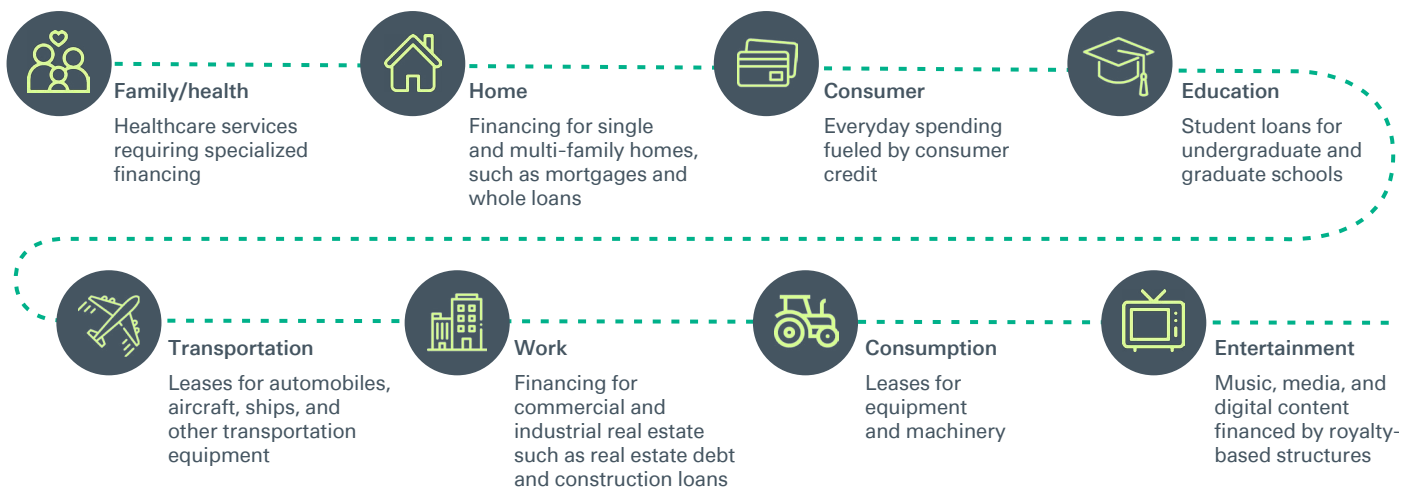 Family/health
Healthcare services
requiring specialized
financing
Home
Financing for single
and multi-family homes,
such as mortgages and
whole loans
Consumer
Everyday spending
fueled by consumer
credit
Education
Student loans for
undergraduate and
graduate schools
Transportation
Leases for automobiles,
aircraft, ships, and
other transportation
equipment
Work
Financing for
commercial and
industrial real estate
such as real estate debt
and construction loans
Consumption
Leases for
equipment
and machinery
Entertainment
Music, media, and
digital content
financed by royalty-
based structures